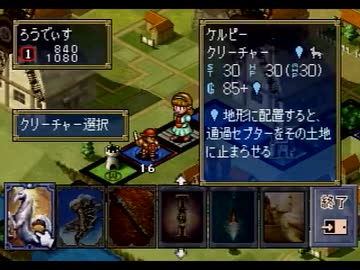 ろうでぃす
1 840
1080
クリーチャー選択
ケルピー
クリーチャー
ST 30 HP 30(MHP30)
G 85+
地形に配置すると、
通過セプターをその土地
に止まらせる
16
終了